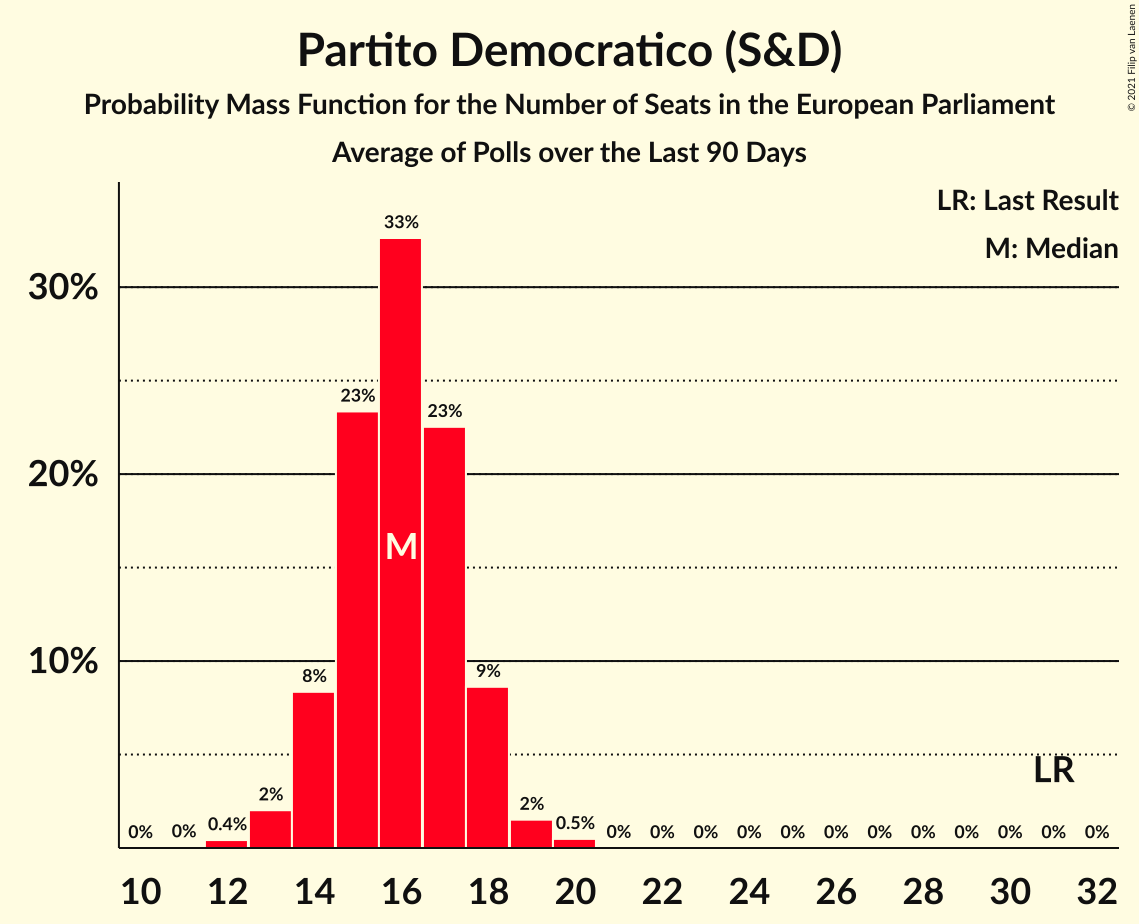 Partito Democratico (S&D)
Probability Mass Function for the Number of Seats in the European Parliament
Average of Polls over the Last 90 Days
© 2021 Filip van Laenen
LR: Last Result
M: Median
30%
20%
10%
0% 0% 0.4% 2% 8% 23% 33% 23% 9% 2% 0.5% 0% 0% 0% 0% 0% 0% 0% 0% 0% 0% 0% 0%
M
LR
10 12 14 16 18 20 22 24 26 28 30 32